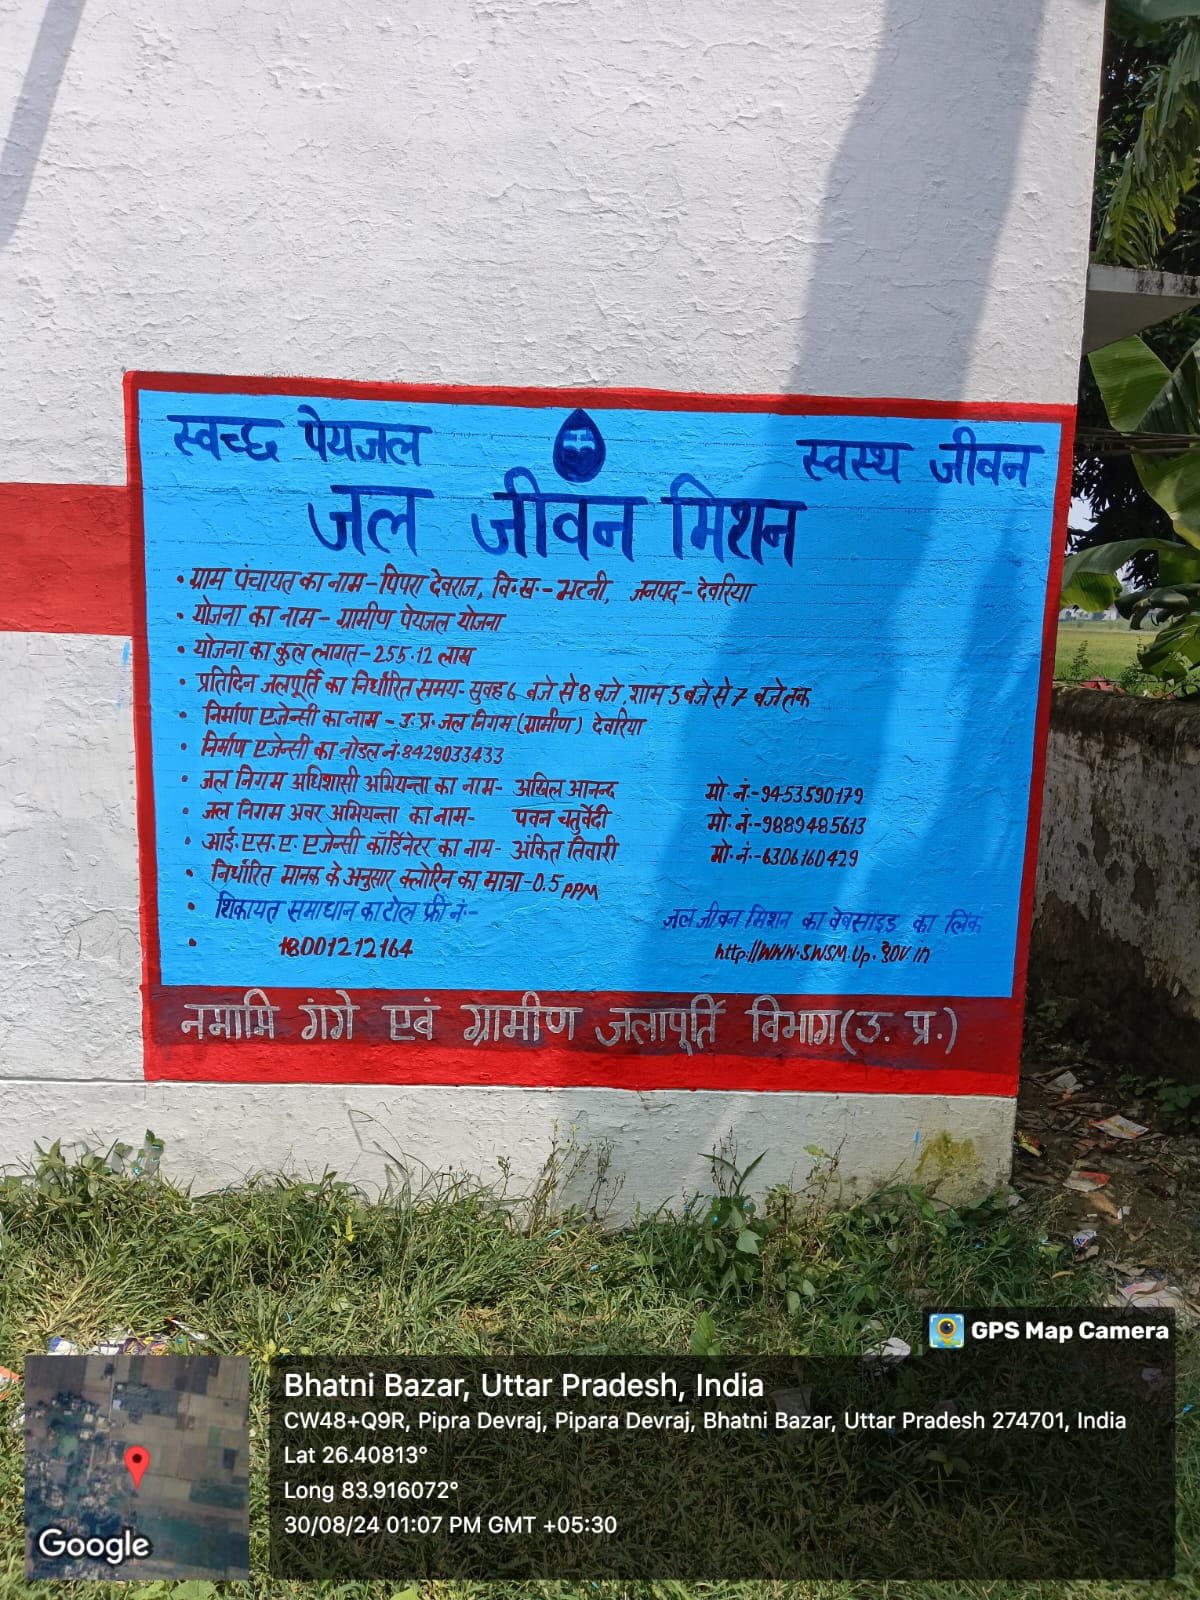 स्वच्छ पेयजल
स्वस्थ जीवन
जल जीवन मिशन
• ग्राम पंचायत का नाम - पिपरा देवराज, वि.ख. - भटनी, जनपद - देवरिया
• योजना का नाम - ग्रामीण पेयजल योजना
• योजना का कुल लागत - 255.12 लाख
• प्रतिदिन जलपूर्ति का निर्धारित समय - सुवह 6 बजे से 8 बजे, शाम 5 बजे से 7 बजे तक
• निर्माण एजेन्सी का नाम - उ.प्र. जल निगम (ग्रामीण) देवरिया
• निर्माण एजेन्सी का नोडल नं. 8429033433
• जल निगम अधिशासी अभियन्ता का नाम - अखिल आनन्द मो. नं. - 9453590179
• जल निगम अवर अभियन्ता का नाम - पवन चतुर्वेदी मो. नं. - 9889485613
• आई.एस.ए. एजेन्सी कॉर्डिनेटर का नाय - अंकित तिवारी मो. नं. - 6306160429
• निर्धारित मानक के अनुसार क्लोरिन का मात्रा - 0.5 PPM
• शिकायत समाधान का टोल फ्री नं. -
• 18001212164
जल जीवन मिशन का वेवसाइड का लिंक
http://WWW.SWSM.Up.gov.in
नमामि गंगे एवं ग्रामीण जलापूर्ति विभाग (उ. प्र.)
GPS Map Camera
Bhatni Bazar, Uttar Pradesh, India
CW48+Q9R, Pipra Devraj, Pipara Devraj, Bhatni Bazar, Uttar Pradesh 274701, India
Lat 26.40813°
Long 83.916072°
30/08/24 01:07 PM GMT +05:30
Google